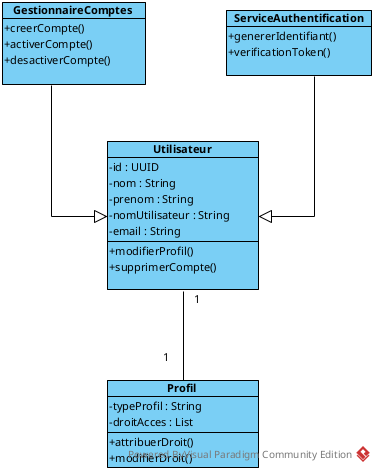 GestionnaireComptes
+creerCompte()
+activerCompte()
+desactiverCompte()
ServiceAuthentification
+genererIdentifiant()
+verificationToken()
Utilisateur
-id : UUID
-nom : String
-prenom : String
-nomUtilisateur : String
-email : String
+modifierProfil()
+supprimerCompte()
1
1
Profil
-typeProfil : String
-droitAcces : List
+attribuerDroit()
+modifierDroit()
Powered By Visual Paradigm Community Edition